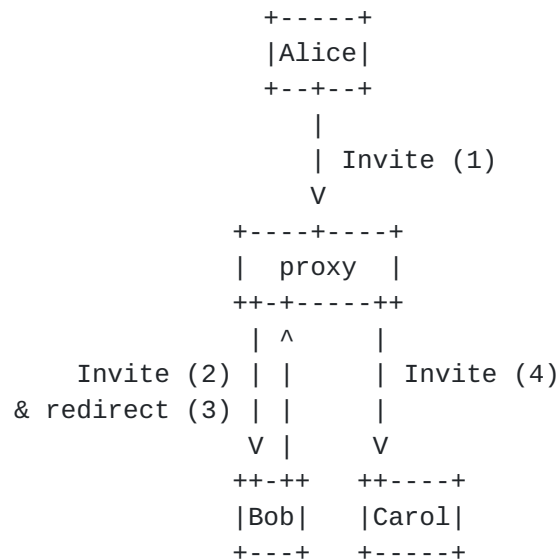 +-----+
                |Alice|
                +--+--+
                   |
                   | Invite (1)
                   V
              +----+----+
              |  proxy  |
              ++-+-----++
               | ^     |
    Invite (2) | |     | Invite (4)
& redirect (3) | |     |
               V |     V
              ++-++   ++----+
              |Bob|   |Carol|
              +---+   +-----+